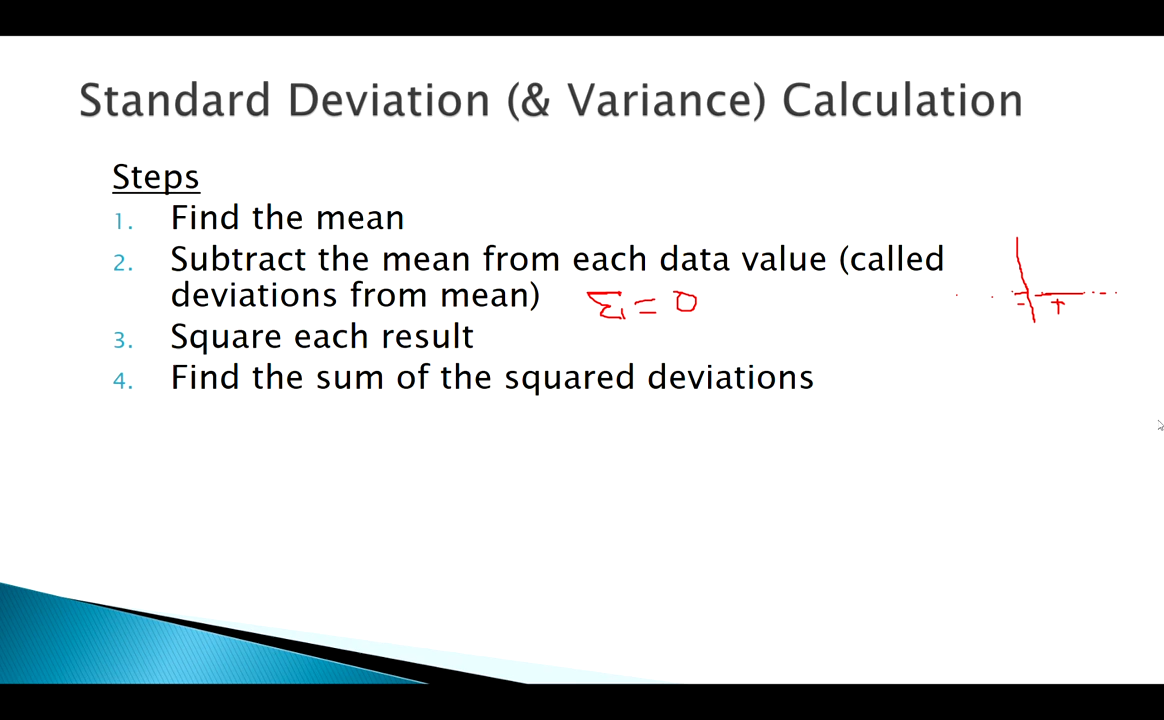 Standard Deviation (& Variance) Calculation
Steps
1. Find the mean
2. Subtract the mean from each data value (called
deviations from mean) Σ = 0
- +
3. Square each result
4. Find the sum of the squared deviations